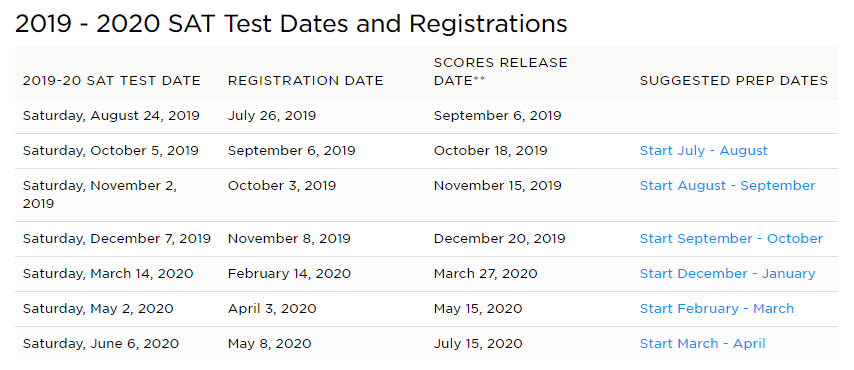 2019 - 2020 SAT Test Dates and Registrations
2019-20 SAT TEST DATE REGISTRATION DATE SCORES RELEASE DATE** SUGGESTED PREP DATES
Saturday, August 24, 2019 July 26, 2019 September 6, 2019
Saturday, October 5, 2019 September 6, 2019 October 18, 2019 Start July - August
Saturday, November 2, 2019 October 3, 2019 November 15, 2019 Start August - September
Saturday, December 7, 2019 November 8, 2019 December 20, 2019 Start September - October
Saturday, March 14, 2020 February 14, 2020 March 27, 2020 Start December - January
Saturday, May 2, 2020 April 3, 2020 May 15, 2020 Start February - March
Saturday, June 6, 2020 May 8, 2020 July 15, 2020 Start March - April